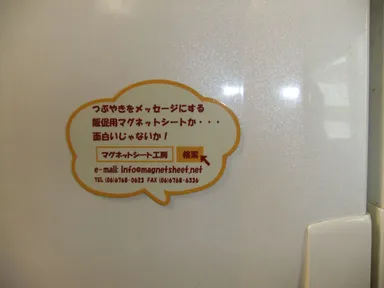 つぶやきをメッセージにする
販促用マグネットシートか・・・
面白いじゃないか！
マグネットシート工房 検索
e-mail: info@magnetsheet.net
TEL (06)6768-0623 FAX (06)6768-6336